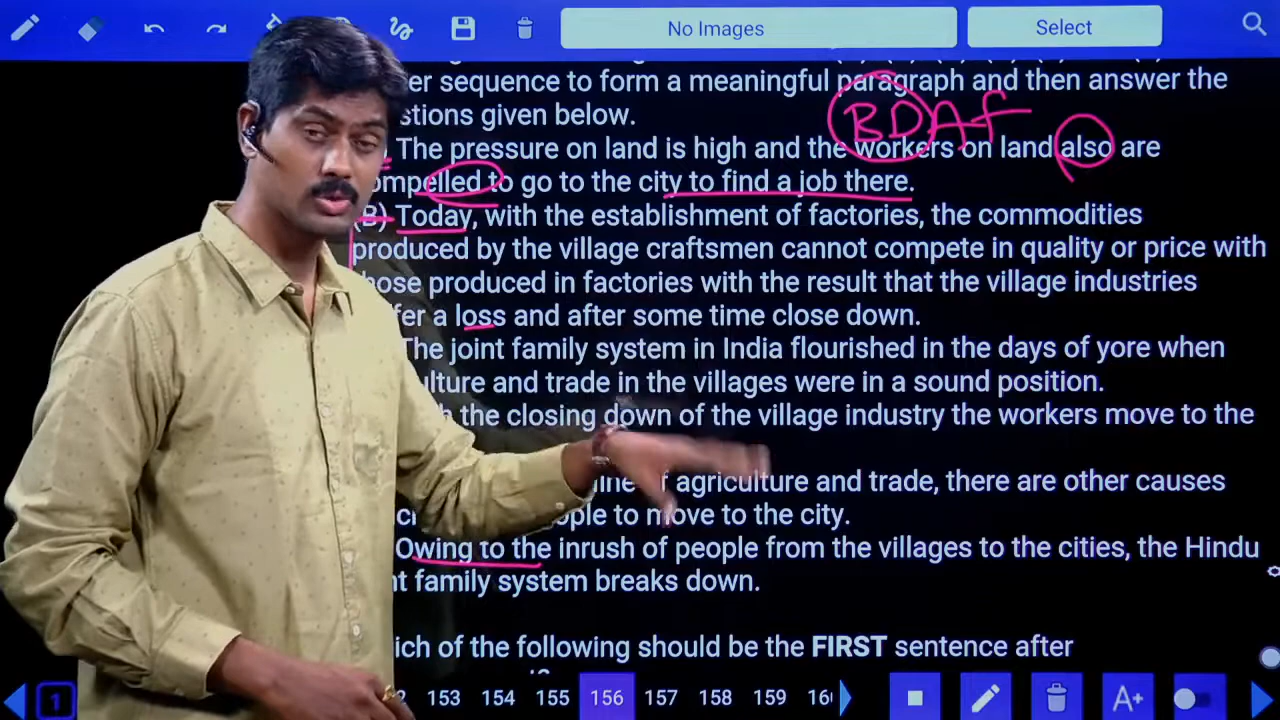 No Images
Select
er sequence to form a meaningful paragraph and then answer the
stions given below.
BDAF
The pressure on land is high and the workers on land also are
ompelled to go to the city to find a job there.
(B) Today, with the establishment of factories, the commodities
produced by the village craftsmen cannot compete in quality or price with
hose produced in factories with the result that the village industries
fer a loss and after some time close down.
The joint family system in India flourished in the days of yore when
ulture and trade in the villages were in a sound position.
the closing down of the village industry the workers move to the
agriculture and trade, there are other causes
ople to move to the city.
Owing to the inrush of people from the villages to the cities, the Hindu
nt family system breaks down.
ich of the following should be the FIRST sentence after
1
153 154 155 156 157 158 159 16
A+